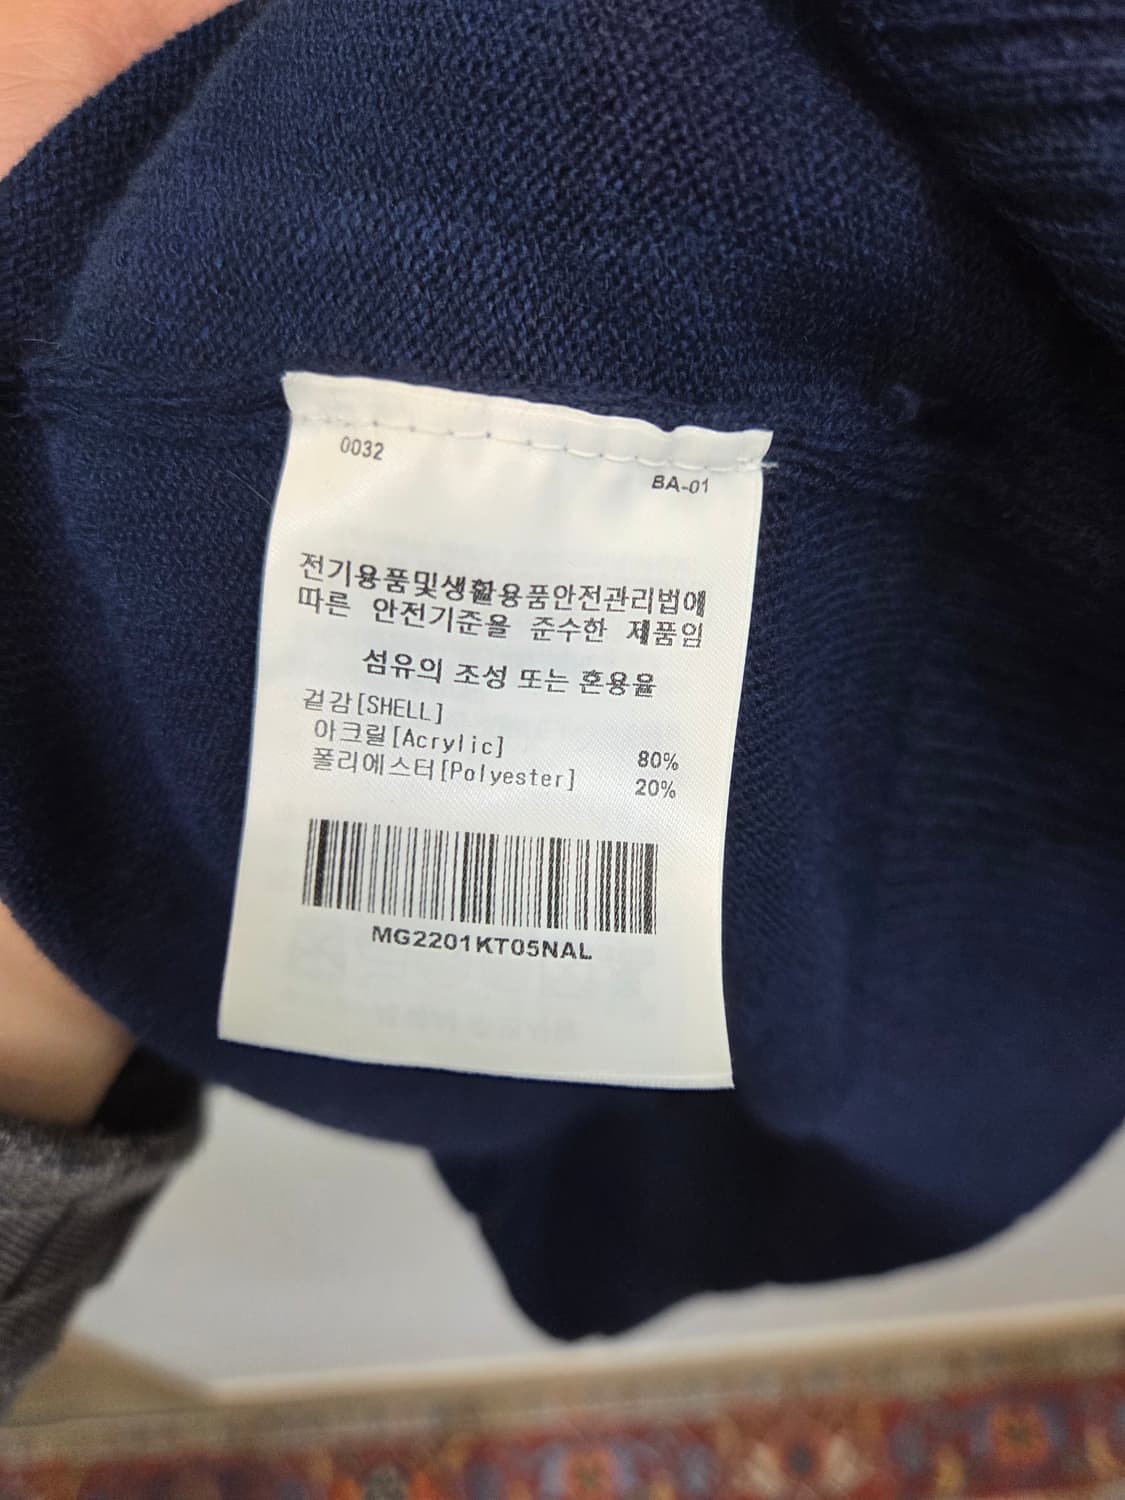 0032
BA-01
전기용품및생활용품안전관리법에
따른 안전기준을 준수한 제품임
섬유의 조성 또는 혼용율
겉감[SHELL]
아크릴[Acrylic] 80%
폴리에스터[Polyester] 20%
MG2201KT05NAL